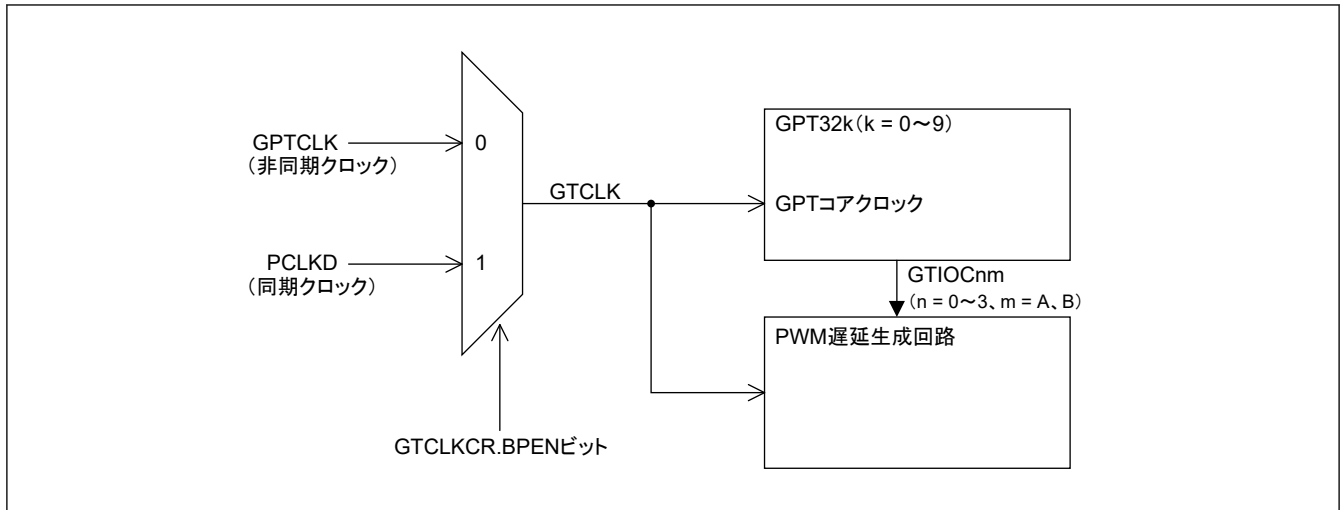 GPTCLK
（非同期クロック）
0
PCLKD
（同期クロック）
1
GTCLKCR.BPENビット
GTCLK
GPT32k（k = 0～9）
GPTコアクロック
GTIOCnm
（n = 0～3、m = A、B）
PWM遅延生成回路